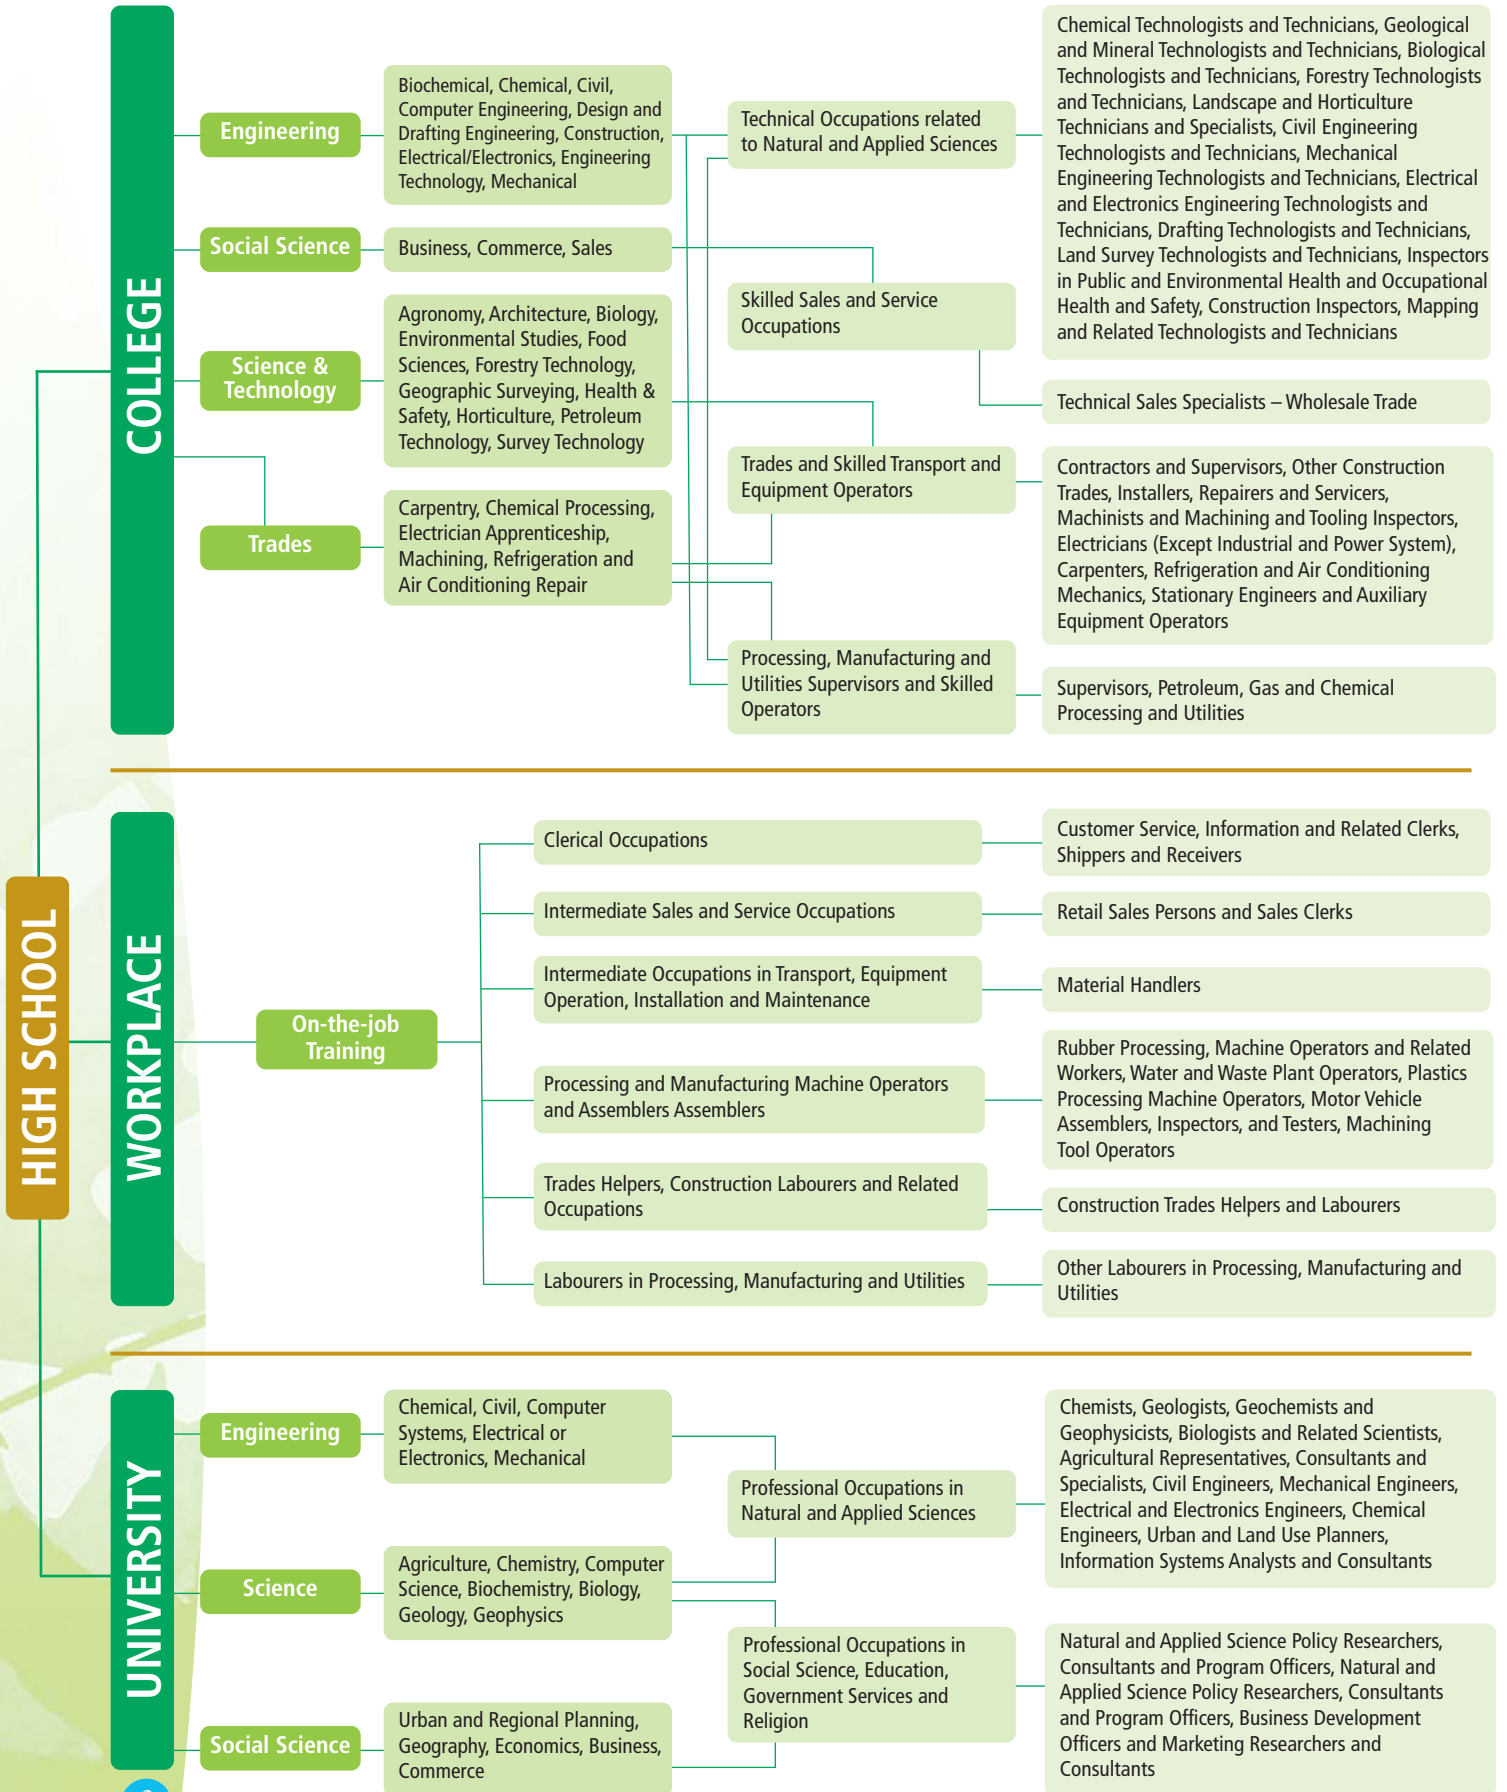 HIGH SCHOOL
COLLEGE
Engineering
Biochemical, Chemical, Civil,
Computer Engineering, Design and
Drafting Engineering, Construction,
Electrical/Electronics, Engineering
Technology, Mechanical
Social Science
Business, Commerce, Sales
Science &
Technology
Agronomy, Architecture, Biology,
Environmental Studies, Food
Sciences, Forestry Technology,
Geographic Surveying, Health &
Safety, Horticulture, Petroleum
Technology, Survey Technology
Trades
Carpentry, Chemical Processing,
Electrician Apprenticeship,
Machining, Refrigeration and
Air Conditioning Repair
Technical Occupations related
to Natural and Applied Sciences
Skilled Sales and Service
Occupations
Trades and Skilled Transport and
Equipment Operators
Processing, Manufacturing and
Utilities Supervisors and Skilled
Operators
Chemical Technologists and Technicians, Geological
and Mineral Technologists and Technicians, Biological
Technologists and Technicians, Forestry Technologists
and Technicians, Landscape and Horticulture
Technicians and Specialists, Civil Engineering
Technologists and Technicians, Mechanical
Engineering Technologists and Technicians, Electrical
and Electronics Engineering Technologists and
Technicians, Drafting Technologists and Technicians,
Land Survey Technologists and Technicians, Inspectors
in Public and Environmental Health and Occupational
Health and Safety, Construction Inspectors, Mapping
and Related Technologists and Technicians
Technical Sales Specialists – Wholesale Trade
Contractors and Supervisors, Other Construction
Trades, Installers, Repairers and Servicers,
Machinists and Machining and Tooling Inspectors,
Electricians (Except Industrial and Power System),
Carpenters, Refrigeration and Air Conditioning
Mechanics, Stationary Engineers and Auxiliary
Equipment Operators
Supervisors, Petroleum, Gas and Chemical
Processing and Utilities
WORKPLACE
On-the-job
Training
Clerical Occupations
Customer Service, Information and Related Clerks,
Shippers and Receivers
Intermediate Sales and Service Occupations
Retail Sales Persons and Sales Clerks
Intermediate Occupations in Transport, Equipment
Operation, Installation and Maintenance
Material Handlers
Processing and Manufacturing Machine Operators
and Assemblers Assemblers
Rubber Processing, Machine Operators and Related
Workers, Water and Waste Plant Operators, Plastics
Processing Machine Operators, Motor Vehicle
Assemblers, Inspectors, and Testers, Machining
Tool Operators
Trades Helpers, Construction Labourers and Related
Occupations
Construction Trades Helpers and Labourers
Labourers in Processing, Manufacturing and Utilities
Other Labourers in Processing, Manufacturing and
Utilities
UNIVERSITY
Engineering
Chemical, Civil, Computer
Systems, Electrical or
Electronics, Mechanical
Science
Agriculture, Chemistry, Computer
Science, Biochemistry, Biology,
Geology, Geophysics
Social Science
Urban and Regional Planning,
Geography, Economics, Business,
Commerce
Professional Occupations in
Natural and Applied Sciences
Professional Occupations in
Social Science, Education,
Government Services and
Religion
Chemists, Geologists, Geochemists and
Geophysicists, Biologists and Related Scientists,
Agricultural Representatives, Consultants and
Specialists, Civil Engineers, Mechanical Engineers,
Electrical and Electronics Engineers, Chemical
Engineers, Urban and Land Use Planners,
Information Systems Analysts and Consultants
Natural and Applied Science Policy Researchers,
Consultants and Program Officers, Natural and
Applied Science Policy Researchers, Consultants
and Program Officers, Business Development
Officers and Marketing Researchers and
Consultants